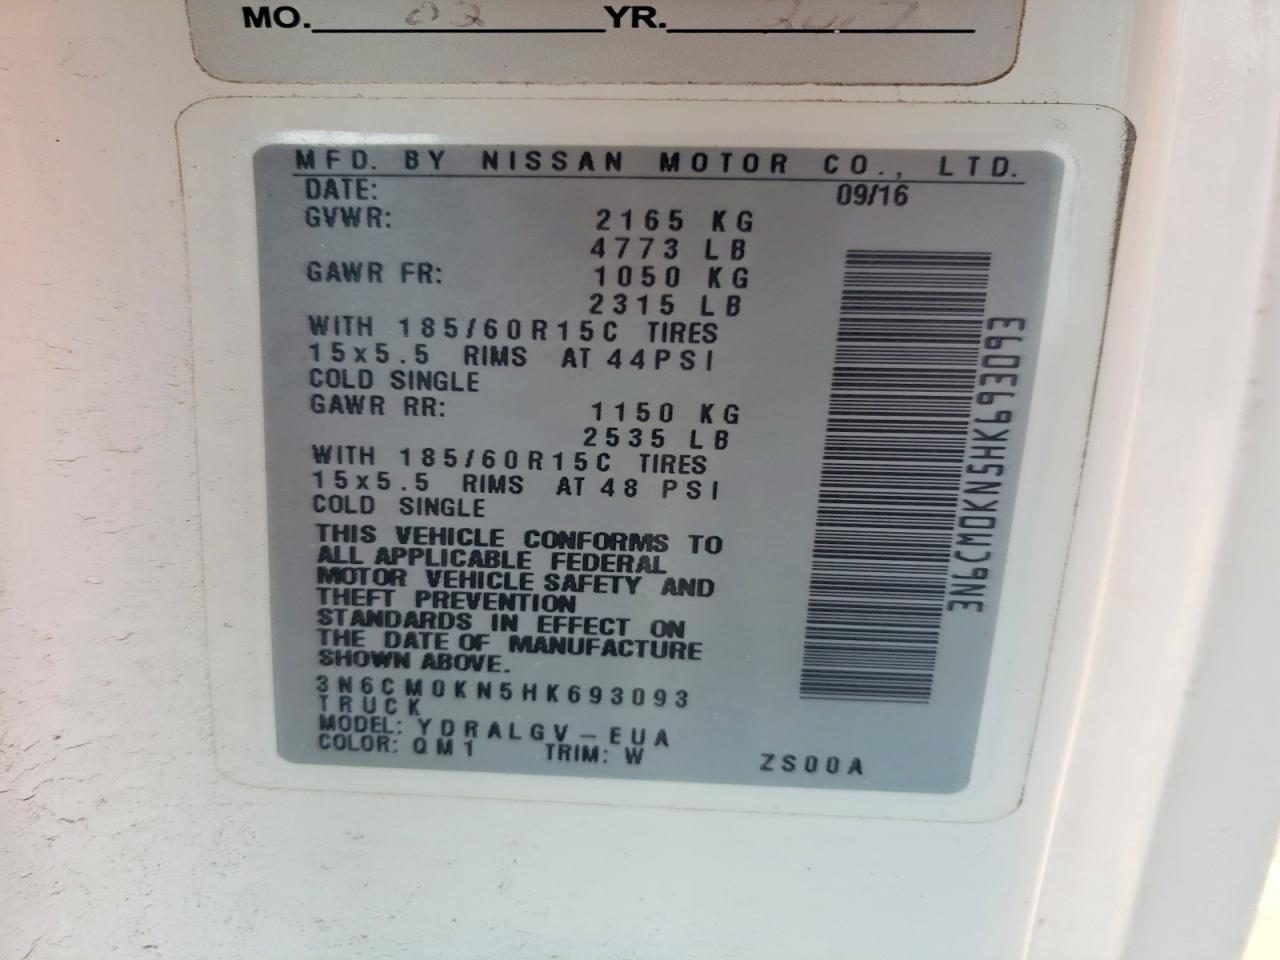 MO. 02 YR. 2017
MFD. BY NISSAN MOTOR CO., LTD.
DATE: 09/16
GVWR: 2165 KG
4773 LB
GAWR FR: 1050 KG
2315 LB
WITH 185/60R15C TIRES
15x5.5 RIMS AT 44PSI
COLD SINGLE
GAWR RR: 1150 KG
2535 LB
WITH 185/60R15C TIRES
15x5.5 RIMS AT 48 PSI
COLD SINGLE
THIS VEHICLE CONFORMS TO
ALL APPLICABLE FEDERAL
MOTOR VEHICLE SAFETY AND
THEFT PREVENTION
STANDARDS IN EFFECT ON
THE DATE OF MANUFACTURE
SHOWN ABOVE.
3N6CM0KN5HK693093
TRUCK
MODEL: YDRALGV-EUA
COLOR: QM1 TRIM: W ZS00A
3N6CM0KN5HK693093